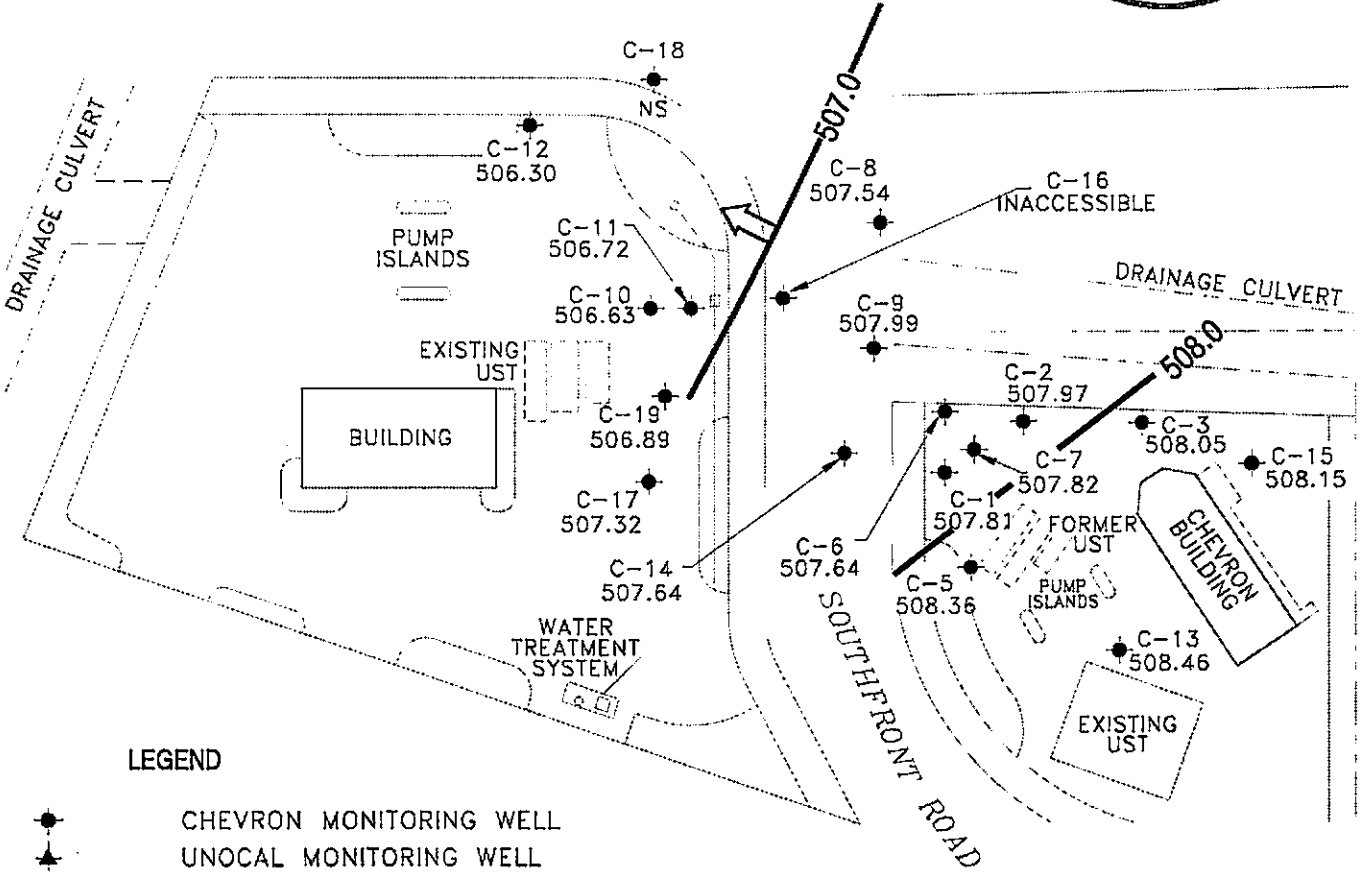 C-18
NS
507.0
DRAINAGE CULVERT
C-12
506.30
C-8
507.54
C-16
INACCESSIBLE
PUMP
ISLANDS
C-11
506.72
C-10
506.63
C-9
507.99
DRAINAGE CULVERT
EXISTING
UST
508.0
C-2
507.97
C-19
506.89
BUILDING
C-3
508.05
C-15
508.15
C-7
507.82
C-17
507.32
C-1
507.81
FORMER
UST
CHEVRON
BUILDING
C-6
507.64
C-14
507.64
C-5
508.36
PUMP
ISLANDS
SOUTHFRONT ROAD
WATER
TREATMENT
SYSTEM
C-13
508.46
EXISTING
UST
LEGEND
CHEVRON MONITORING WELL
UNOCAL MONITORING WELL